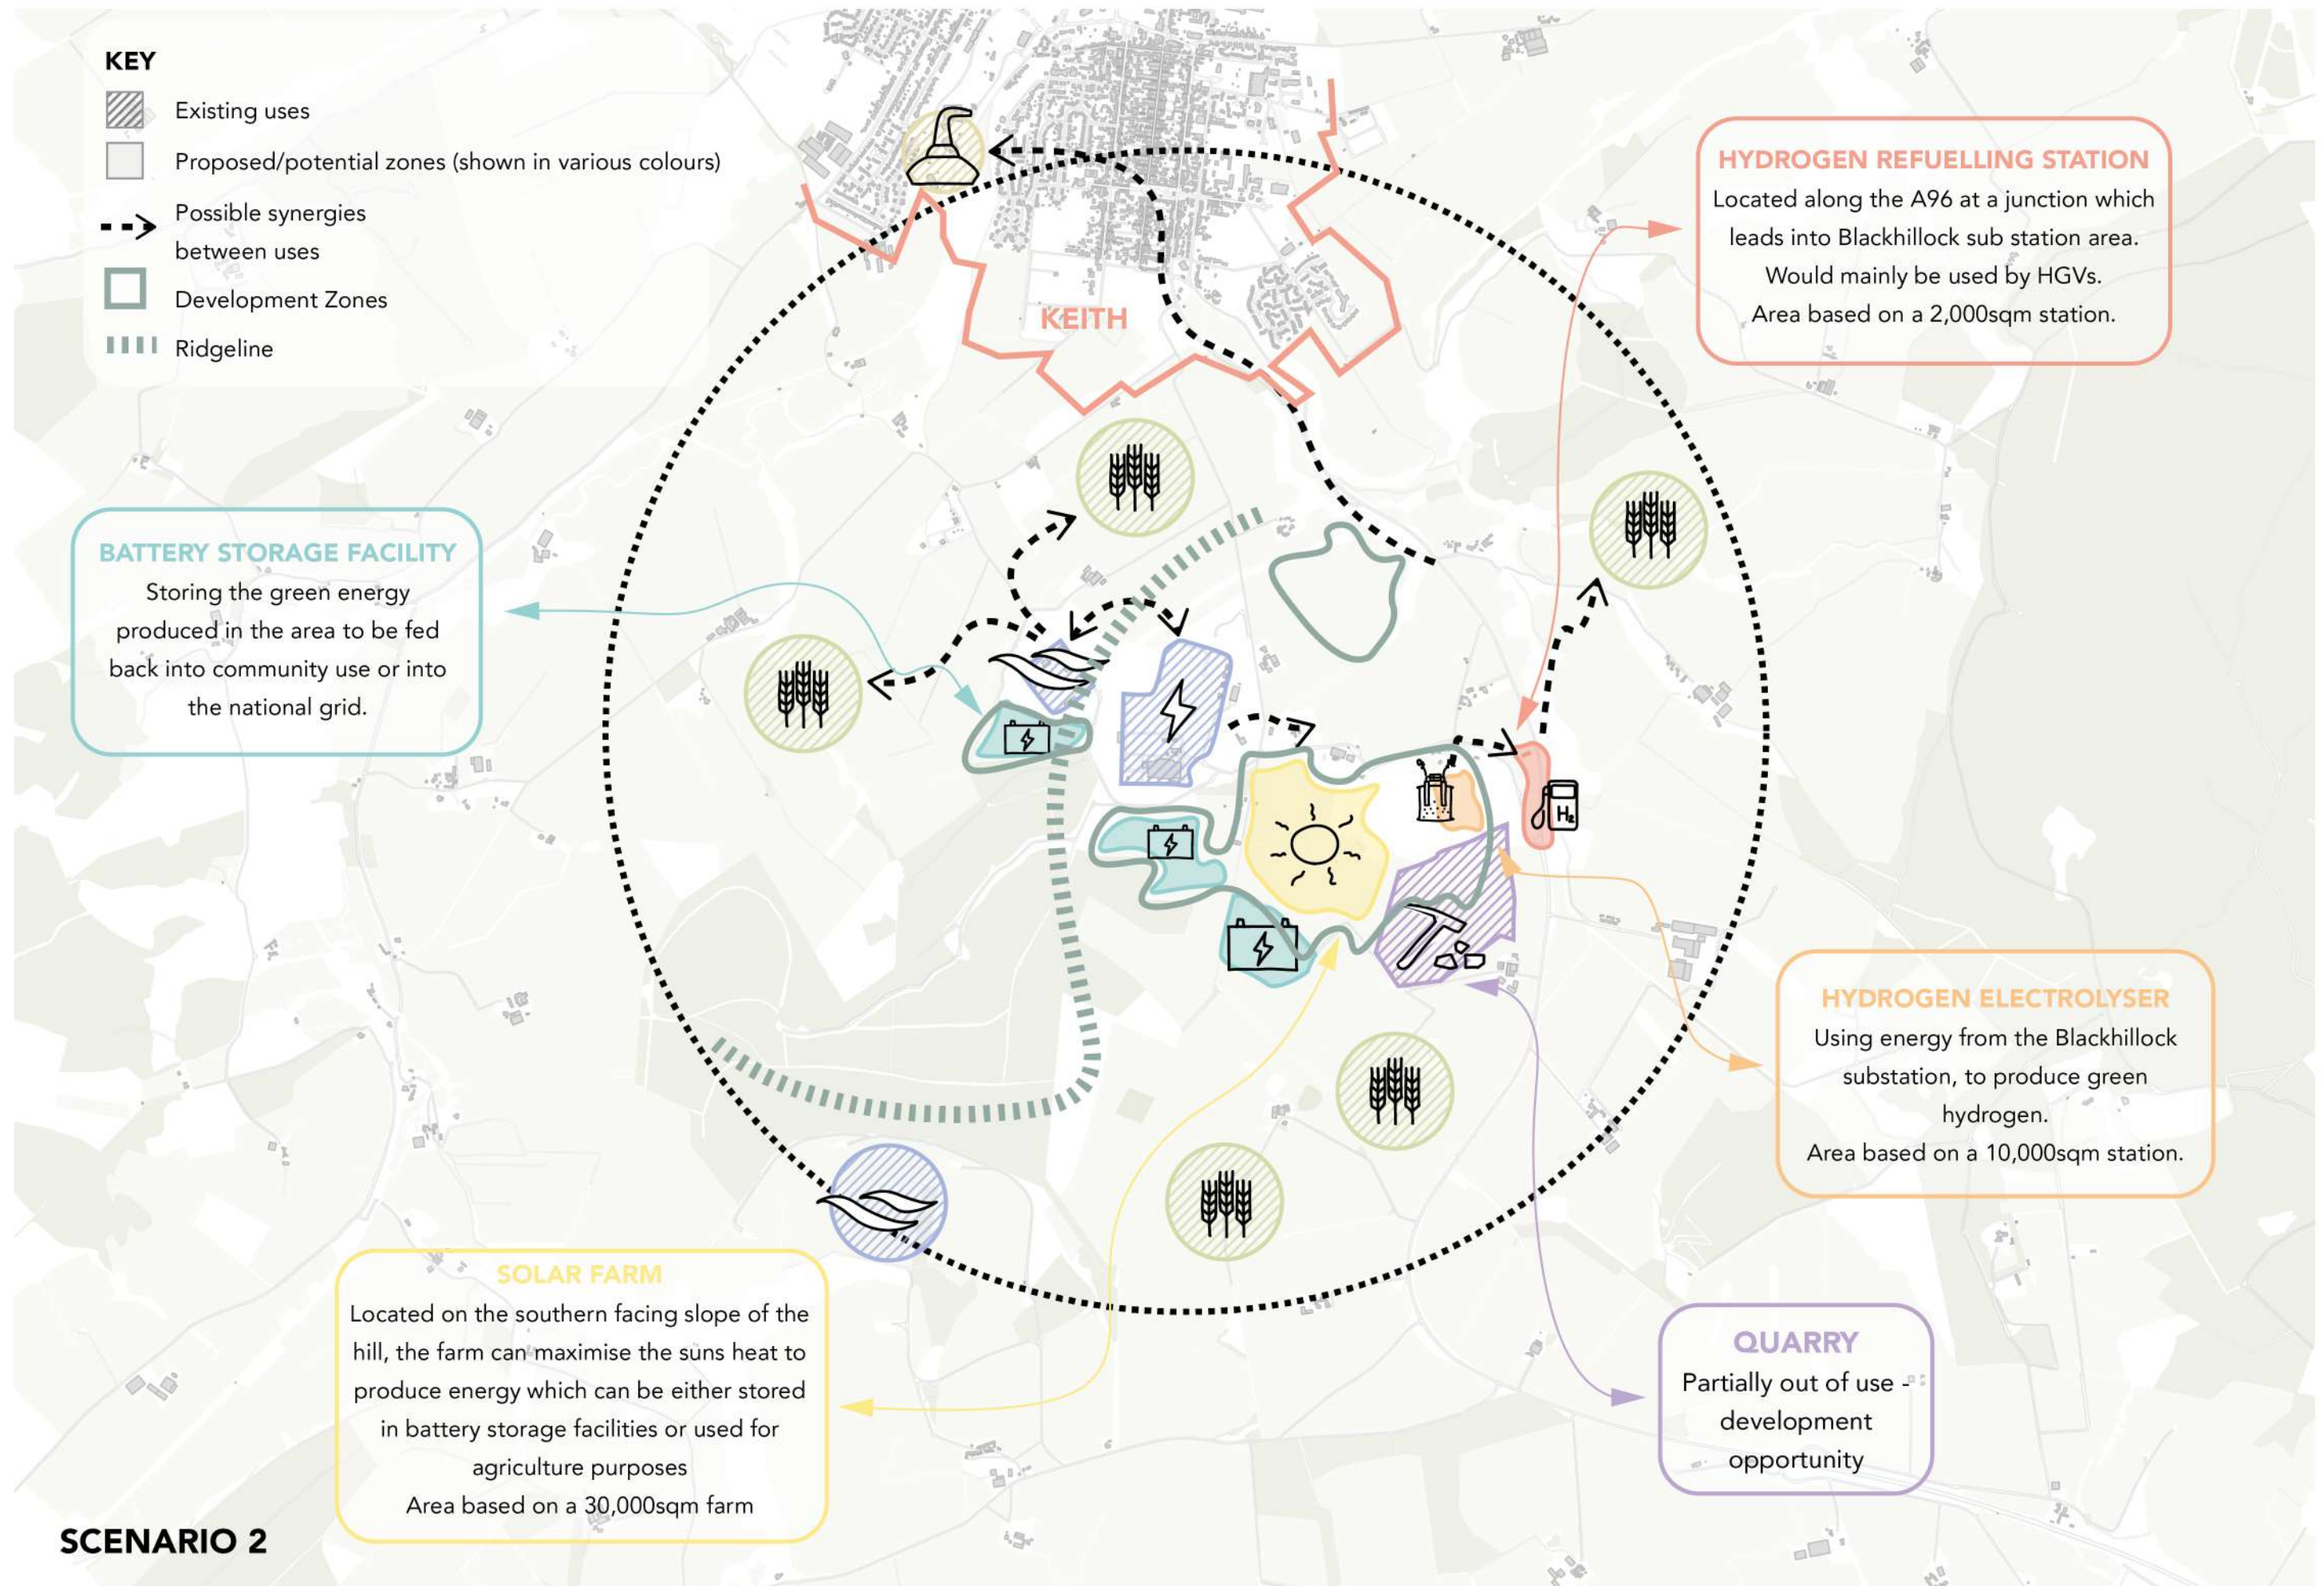 KEY
Existing uses
Proposed/potential zones (shown in various colours)
Possible synergies
between uses
Development Zones
Ridgeline
HYDROGEN REFUELLING STATION
Located along the A96 at a junction which
leads into Blackhillock sub station area.
Would mainly be used by HGVs.
Area based on a 2,000sqm station.
KEITH
BATTERY STORAGE FACILITY
Storing the green energy
produced in the area to be fed
back into community use or into
the national grid.
H₂
HYDROGEN ELECTROLYSER
Using energy from the Blackhillock
substation, to produce green
hydrogen.
Area based on a 10,000sqm station.
SOLAR FARM
Located on the southern facing slope of the
hill, the farm can maximise the suns heat to
produce energy which can be either stored
in battery storage facilities or used for
agriculture purposes
Area based on a 30,000sqm farm
QUARRY
Partially out of use -
development
opportunity
SCENARIO 2